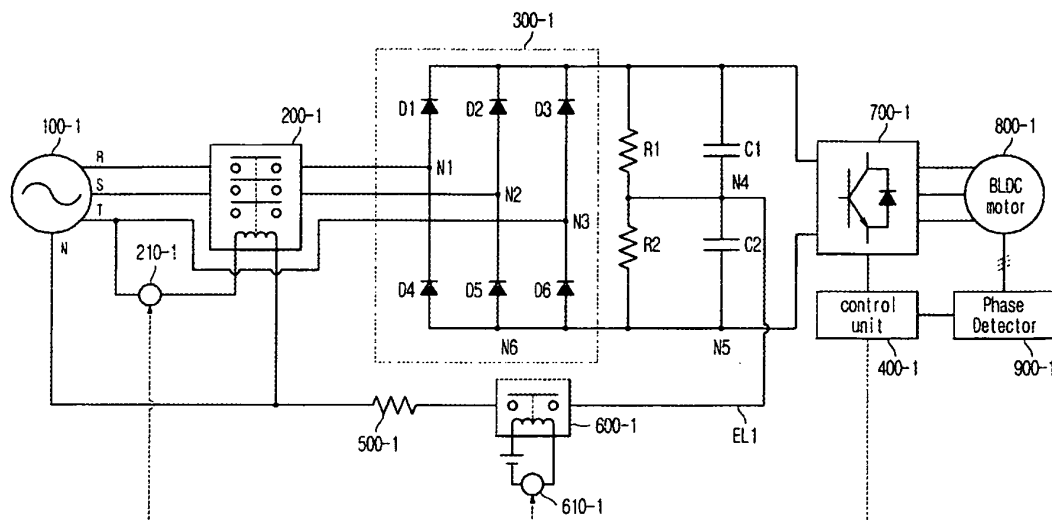 300-1
D1
D2
D3
100-1
200-1
700-1
800-1
R
S
T
N
N1
N2
N3
R1
C1
N4
R2
C2
BLDC
motor
210-1
D4
D5
D6
N6
N5
control
unit
Phase
Detector
400-1
900-1
500-1
600-1
EL1
610-1